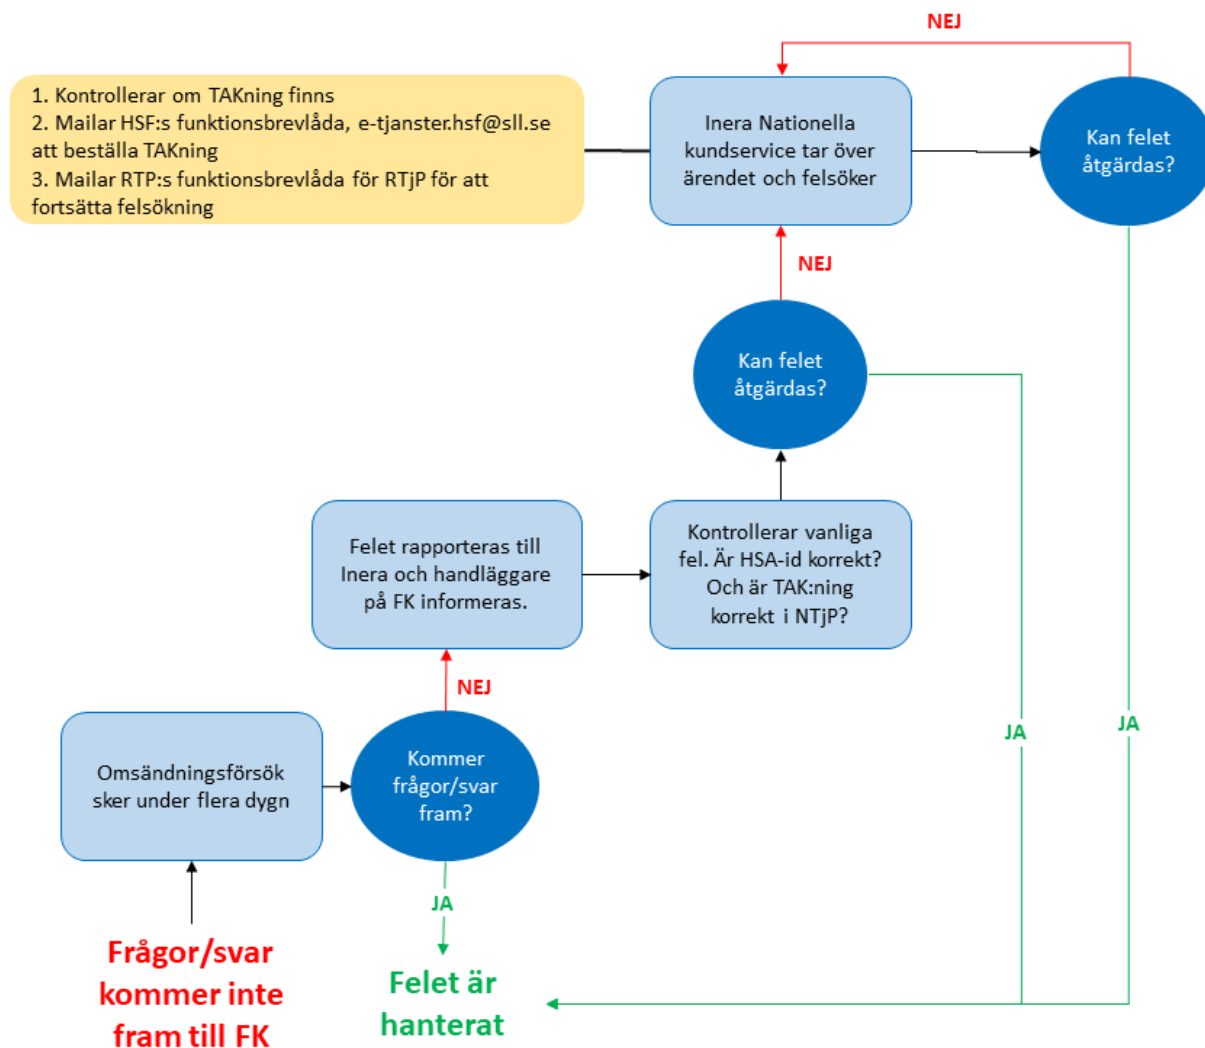 NEJ
1. Kontrollerar om TAKning finns
2. Mailar HSF:s funktionsbrevlåda, e-tjanster.hsf@sll.se
att beställa TAKning
3. Mailar RTP:s funktionsbrevlåda för RTjP för att
fortsätta felsökning
Inera Nationella
kundservice tar över
ärendet och felsöker
Kan felet
åtgärdas?
NEJ
Kan felet
åtgärdas?
Felet rapporteras till
Inera och handläggare
på FK informeras.
Kontrollerar vanliga
fel. Är HSA-id korrekt?
Och är TAK:ning
korrekt i NTjP?
NEJ
JA
JA
Omsändningsförsök
sker under flera dygn
Kommer
frågor/svar
fram?
JA
Frågor/svar
kommer inte
fram till FK
Felet är
hanterat